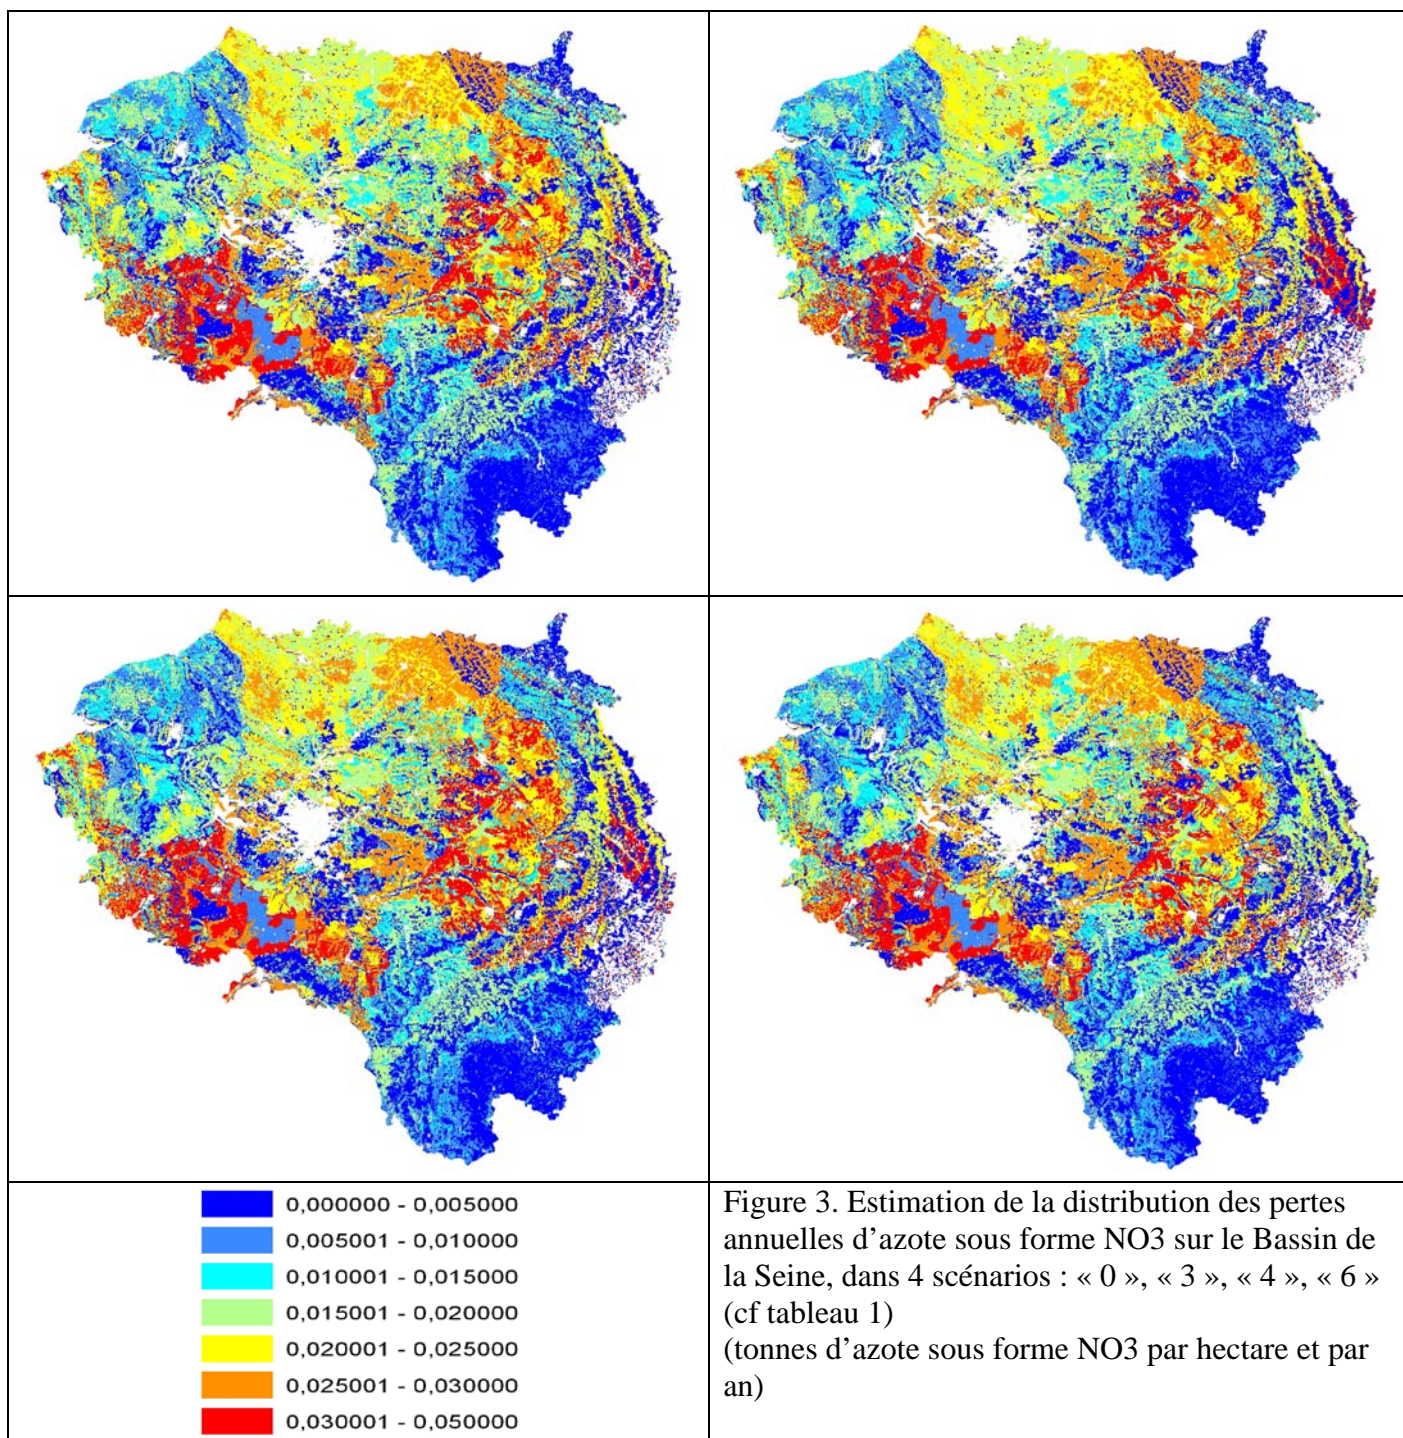 0,000000 - 0,005000
0,005001 - 0,010000
0,010001 - 0,015000
0,015001 - 0,020000
0,020001 - 0,025000
0,025001 - 0,030000
0,030001 - 0,050000
Figure 3. Estimation de la distribution des pertes
annuelles d’azote sous forme NO3 sur le Bassin de
la Seine, dans 4 scénarios : « 0 », « 3 », « 4 », « 6 »
(cf tableau 1)
(tonnes d’azote sous forme NO3 par hectare et par
an)